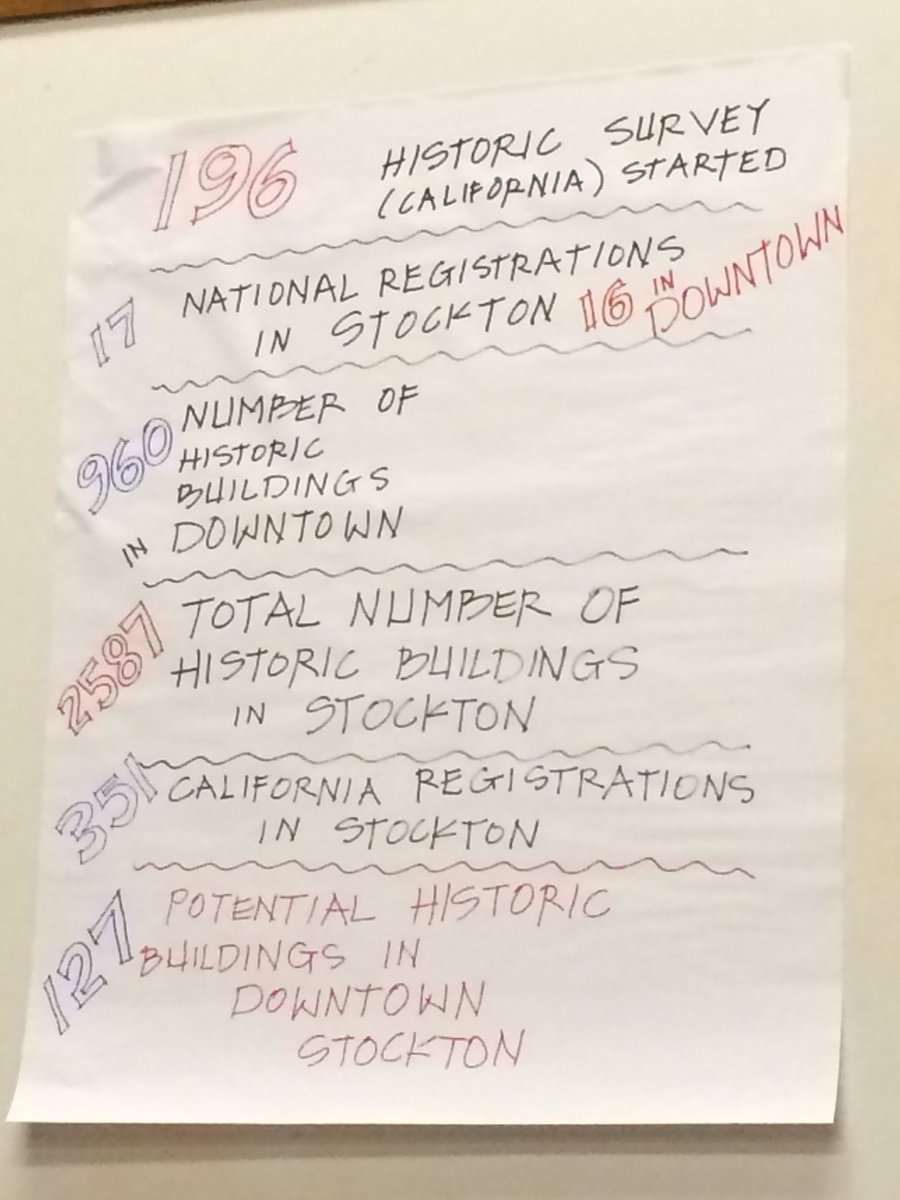 196 HISTORIC SURVEY
(CALIFORNIA) STARTED
17 NATIONAL REGISTRATIONS
IN STOCKTON 16 IN DOWNTOWN
960 NUMBER OF
HISTORIC
BUILDINGS
IN DOWNTOWN
2587 TOTAL NUMBER OF
HISTORIC BUILDINGS
IN STOCKTON
351 CALIFORNIA REGISTRATIONS
IN STOCKTON
127 POTENTIAL HISTORIC
BUILDINGS IN
DOWNTOWN
STOCKTON